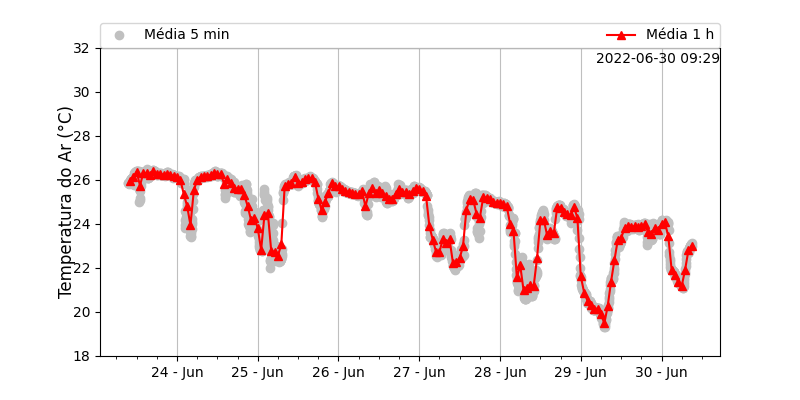 Média 5 min
Média 1 h
2022-06-30 09:29
Temperatura do Ar (°C)
32
30
28
26
24
22
20
18
24 - Jun
25 - Jun
26 - Jun
27 - Jun
28 - Jun
29 - Jun
30 - Jun